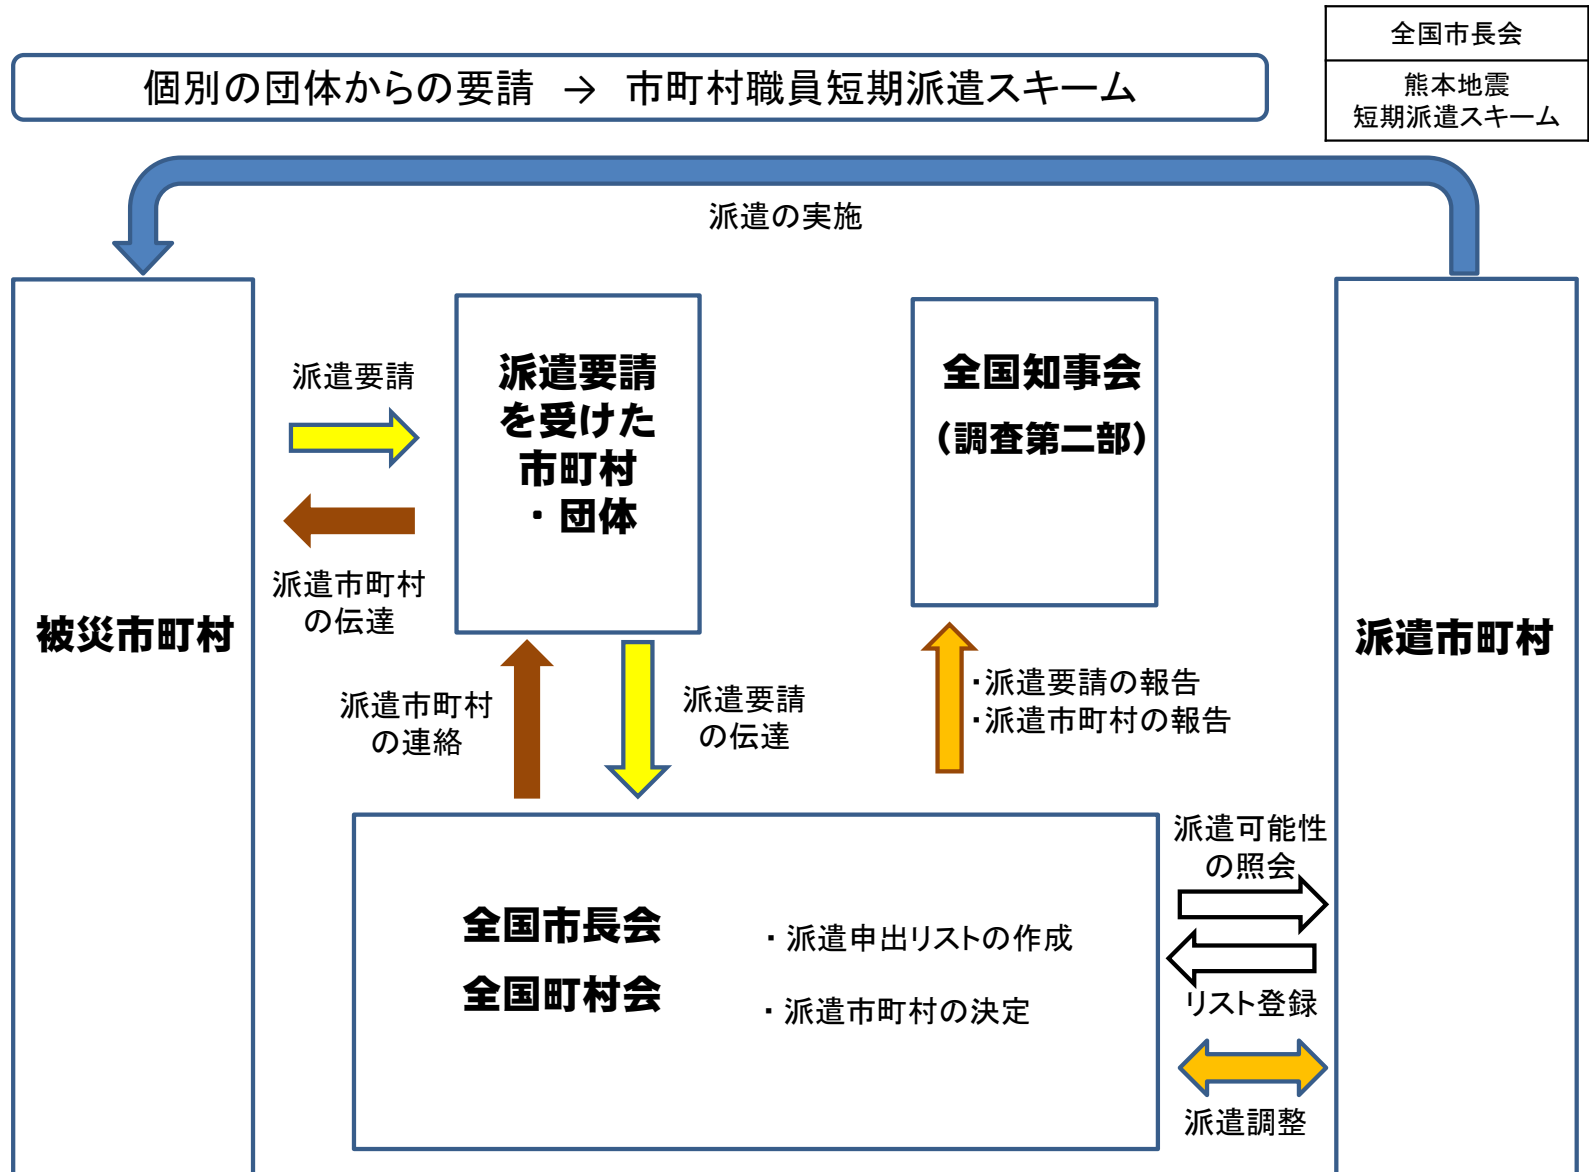 全国市長会
熊本地震
短期派遣スキーム
個別の団体からの要請 → 市町村職員短期派遣スキーム
派遣の実施
被災市町村
派遣要請
派遣市町村
の伝達
派遣要請
を受けた
市町村
・団体
全国知事会
(調査第二部)
派遣市町村
派遣市町村
の連絡
派遣要請
の伝達
・派遣要請の報告
・派遣市町村の報告
全国市長会
全国町村会
・派遣申出リストの作成
・派遣市町村の決定
派遣可能性
の照会
リスト登録
派遣調整